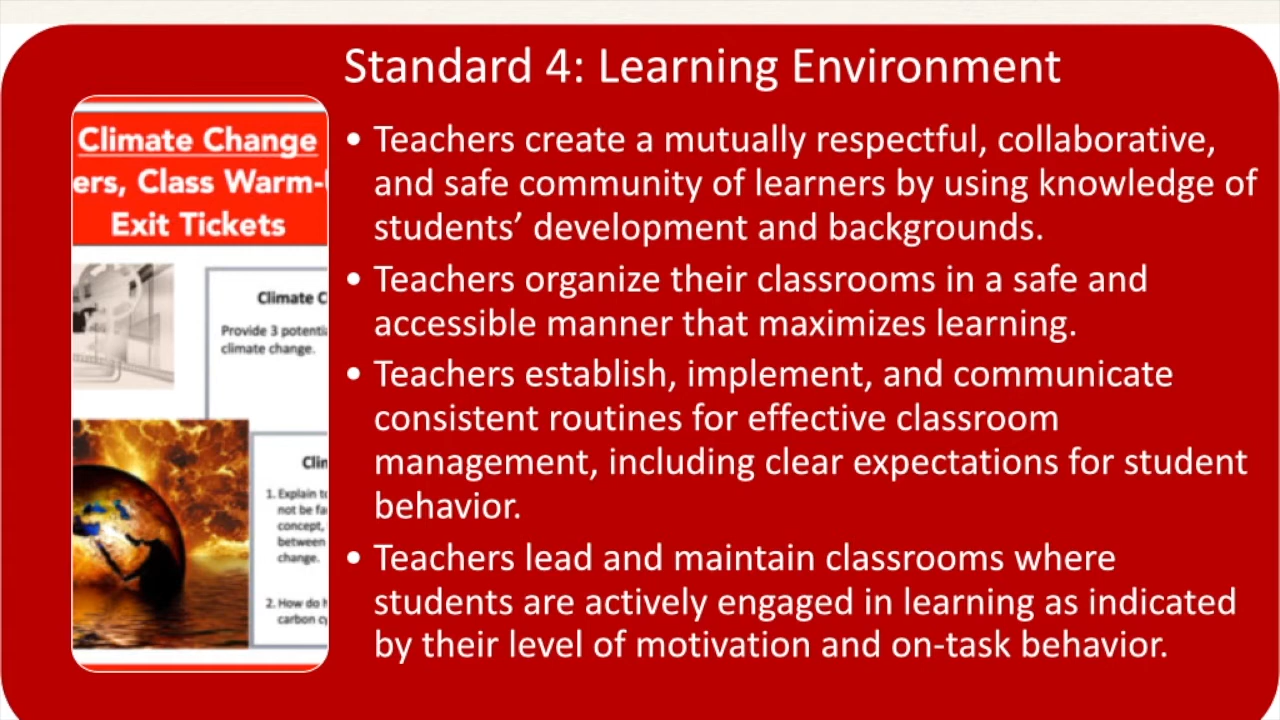 Standard 4: Learning Environment
• Teachers create a mutually respectful, collaborative,
and safe community of learners by using knowledge of
students’ development and backgrounds.
• Teachers organize their classrooms in a safe and
accessible manner that maximizes learning.
• Teachers establish, implement, and communicate
consistent routines for effective classroom
management, including clear expectations for student
behavior.
• Teachers lead and maintain classrooms where
students are actively engaged in learning as indicated
by their level of motivation and on-task behavior.
Climate Change
ers, Class Warm-
Exit Tickets
Climate C
Provide 3 potenti
climate change.
Clin
1. Explain to
not be fa
concept,
between
change.
2. How do h
carbon cy